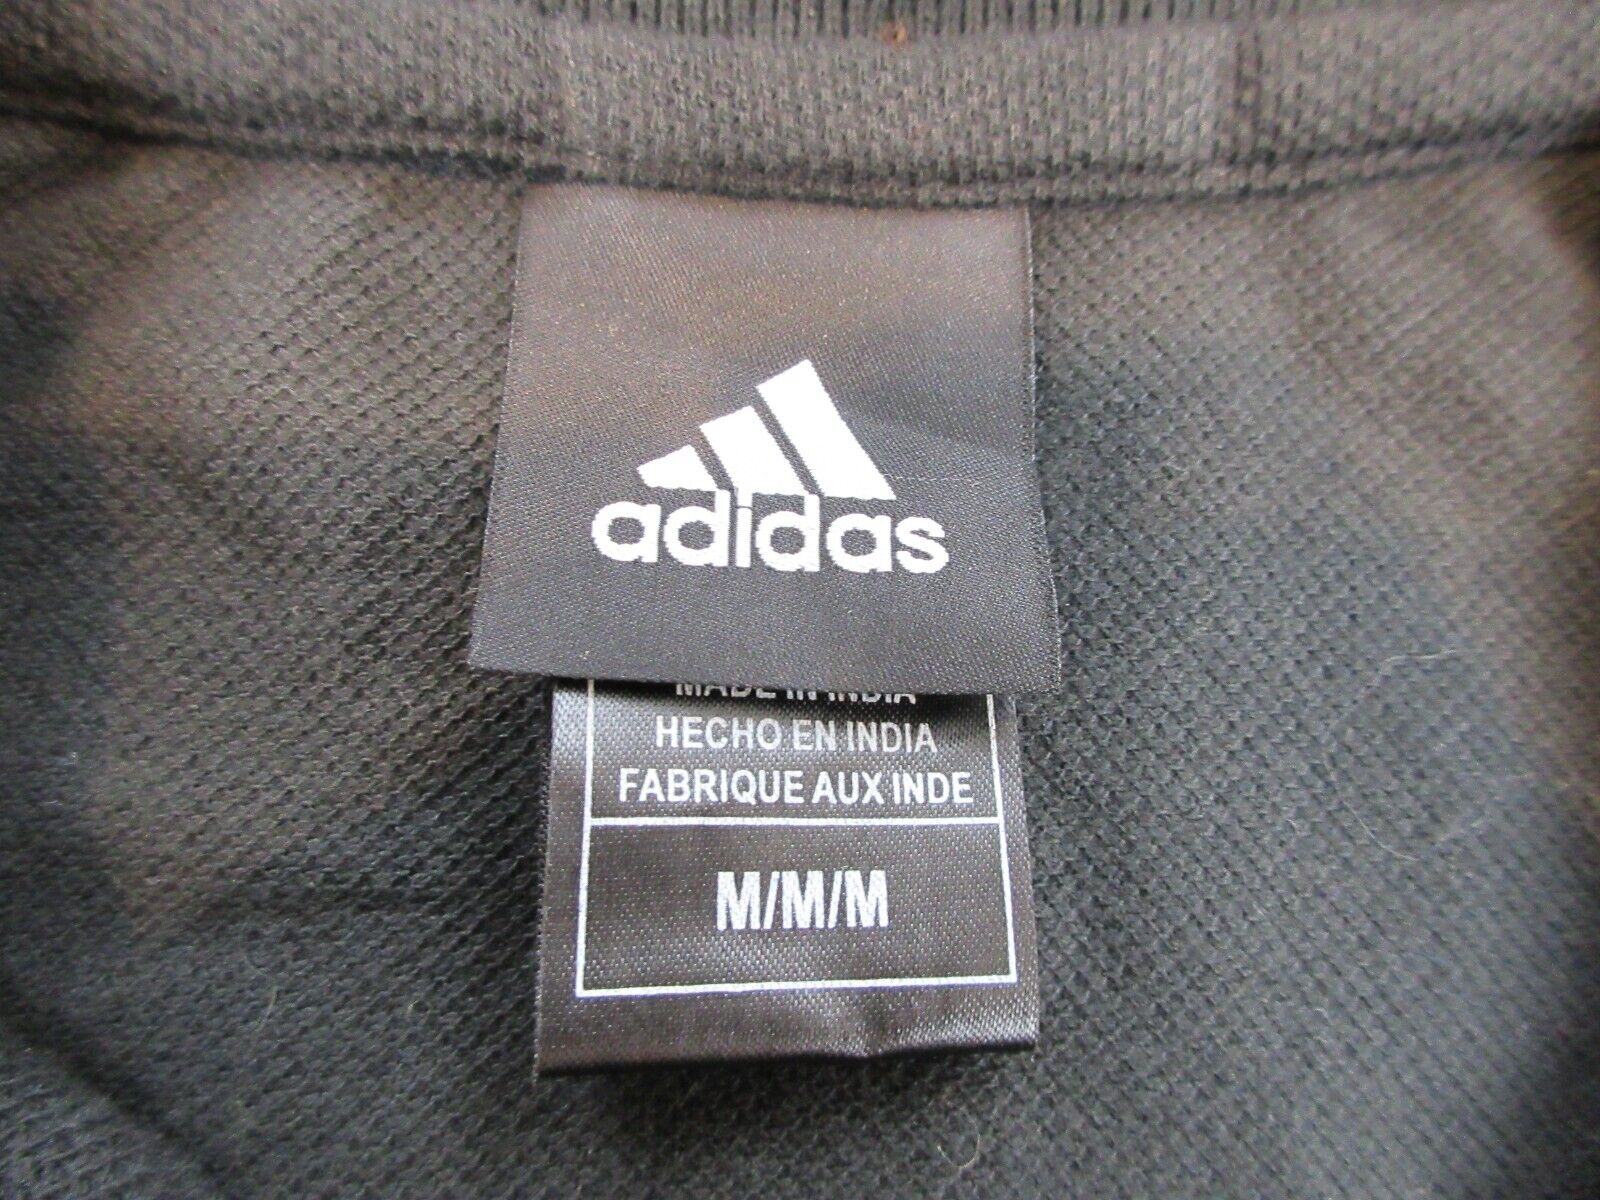 adidas
MADE IN INDIA
HECHO EN INDIA
FABRIQUE AUX INDE
M/M/M